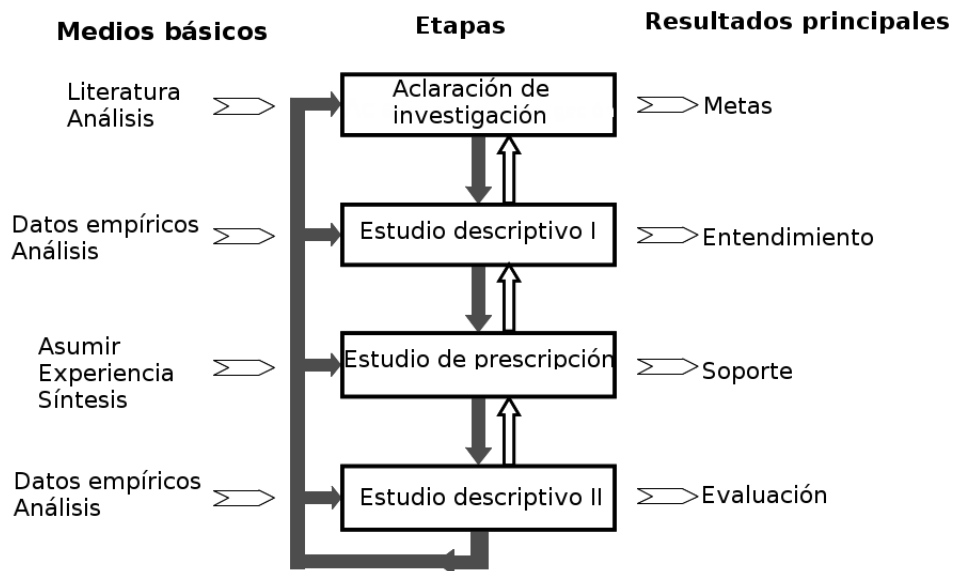 Medios básicos
Etapas
Resultados principales
Literatura
Análisis
Aclaración de
investigación
Metas
Datos empíricos
Análisis
Estudio descriptivo I
Entendimiento
Asumir
Experiencia
Síntesis
Estudio de prescripción
Soporte
Datos empíricos
Análisis
Estudio descriptivo II
Evaluación